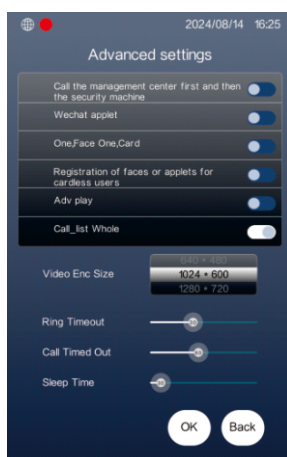 2024/08/14 16:25
Advanced settings
Call the management center first and then
the security machine
Wechat applet
One,Face One,Card
Registration of faces or applets for
cardless users
Adv play
Call_list Whole
640 * 480
Video Enc Size
1024 * 600
1280 * 720
Ring Timeout
Call Timed Out
Sleep Time
OK
Back